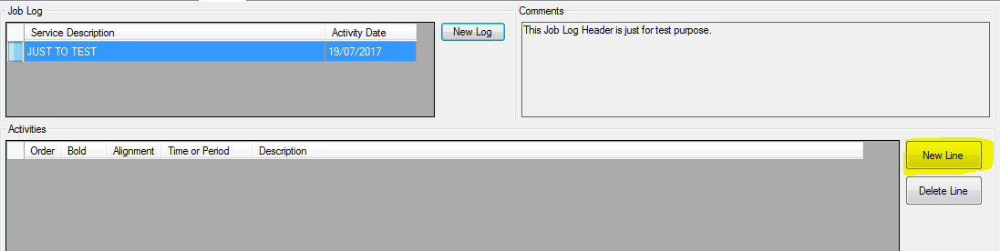 Job Log
Service Description Activity Date
JUST TO TEST 19/07/2017
New Log
Comments
This Job Log Header is just for test purpose.
Activities
Order Bold Alignment Time or Period Description
New Line
Delete Line